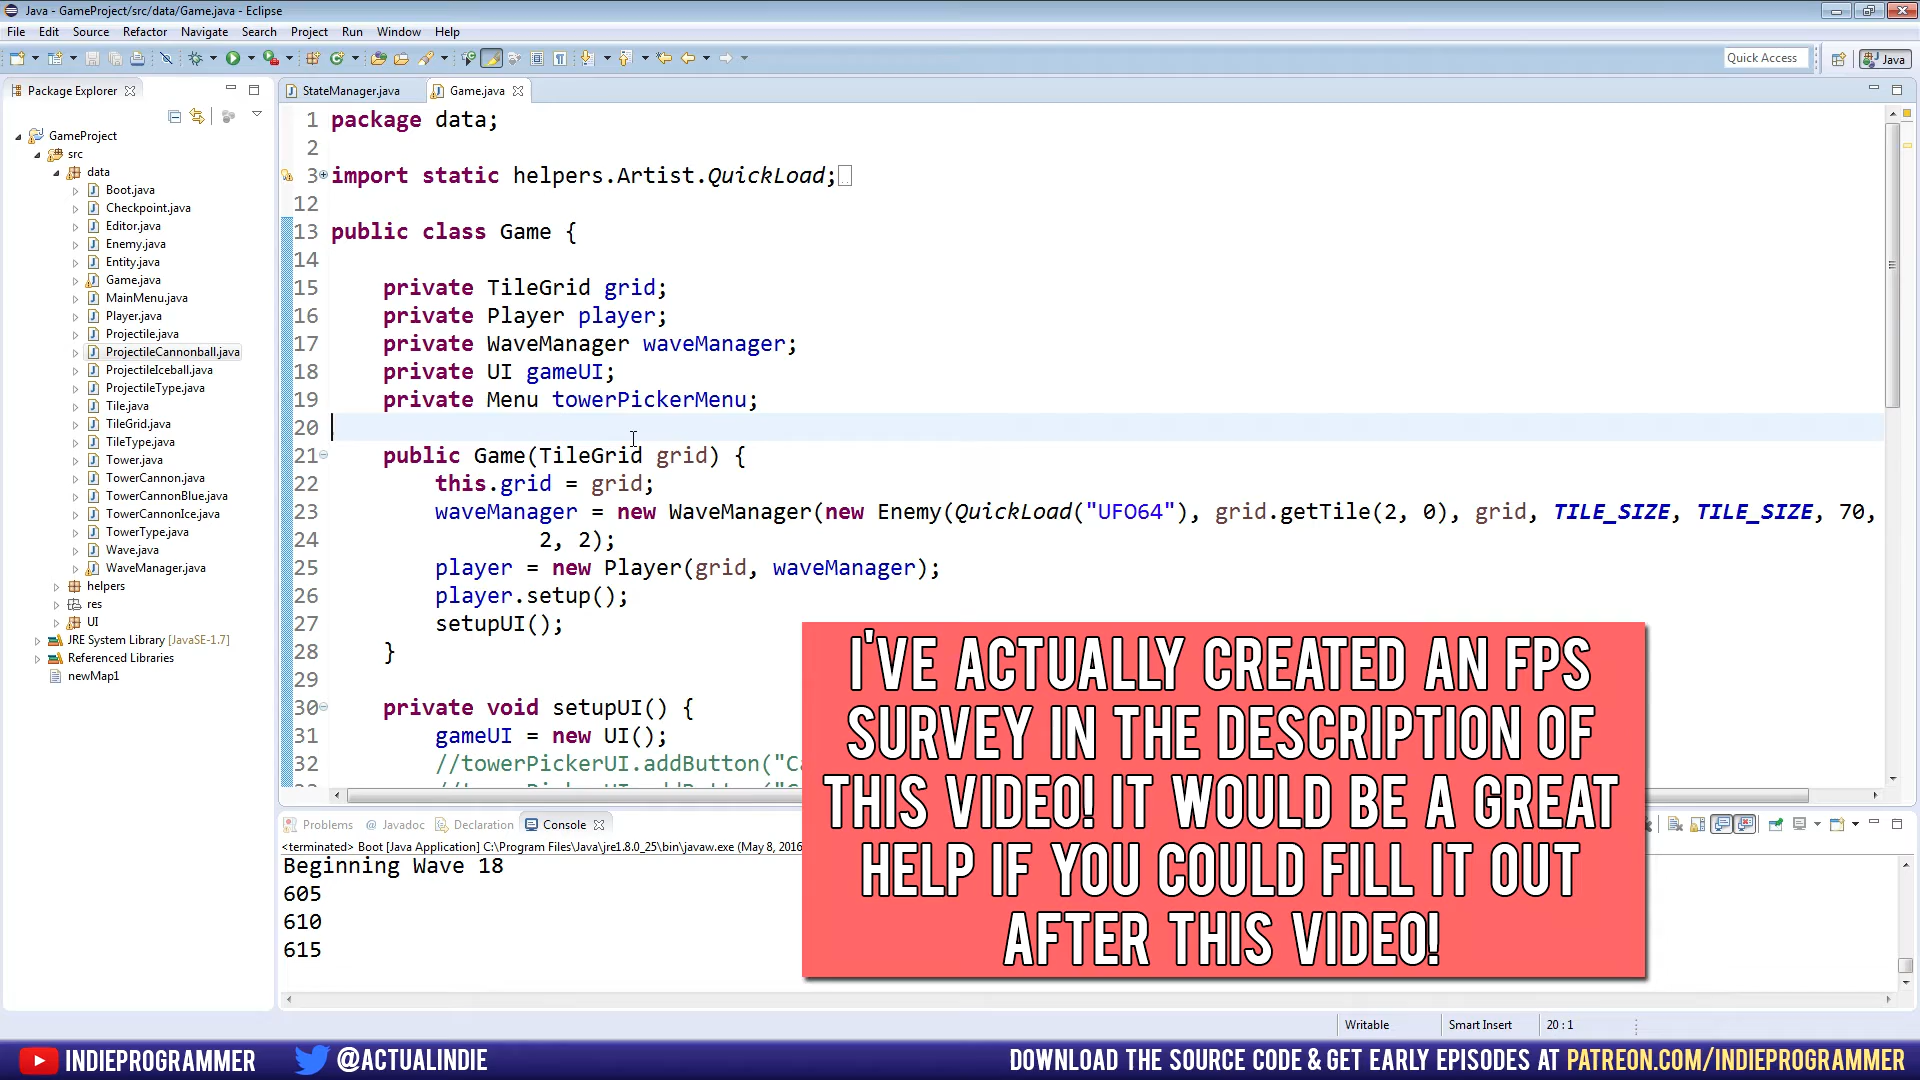 Java - GameProject/src/data/Game.java - Eclipse
File Edit Source Refactor Navigate Search Project Run Window Help
Quick Access
Java
Package Explorer
StateManager.java
Game.java
GameProject
src
data
Boot.java
Checkpoint.java
Editor.java
Enemy.java
Entity.java
Game.java
MainMenu.java
Player.java
Projectile.java
ProjectileCannonball.java
ProjectileIceball.java
ProjectileType.java
Tile.java
TileGrid.java
TileType.java
Tower.java
TowerCannon.java
TowerCannonBlue.java
TowerCannonIce.java
TowerType.java
Wave.java
WaveManager.java
helpers
res
UI
JRE System Library [JavaSE-1.7]
Referenced Libraries
newMap1
1 package data;
2
3 import static helpers.Artist.QuickLoad;
12
13 public class Game {
14
15 private TileGrid grid;
16 private Player player;
17 private WaveManager waveManager;
18 private UI gameUI;
19 private Menu towerPickerMenu;
20
21 public Game(TileGrid grid) {
22 this.grid = grid;
23 waveManager = new WaveManager(new Enemy(QuickLoad("UFO64"), grid.getTile(2, 0), grid, TILE_SIZE, TILE_SIZE, 70,
24 2, 2);
25 player = new Player(grid, waveManager);
26 player.setup();
27 setupUI();
28 }
29
30 private void setupUI() {
31 gameUI = new UI();
32 //towerPickerUI.addButton("Ca
I'VE ACTUALLY CREATED AN FPS
SURVEY IN THE DESCRIPTION OF
THIS VIDEO! IT WOULD BE A GREAT
HELP IF YOU COULD FILL IT OUT
AFTER THIS VIDEO!
Problems @ Javadoc Declaration Console
<terminated> Boot [Java Application] C:\Program Files\Java\jre1.8.0_25\bin\javaw.exe (May 8, 2016
Beginning Wave 18
605
610
615
Writable Smart Insert 20 : 1
INDIEPROGRAMMER @ACTUALINDIE DOWNLOAD THE SOURCE CODE & GET EARLY EPISODES AT PATREON.COM/INDIEPROGRAMMER